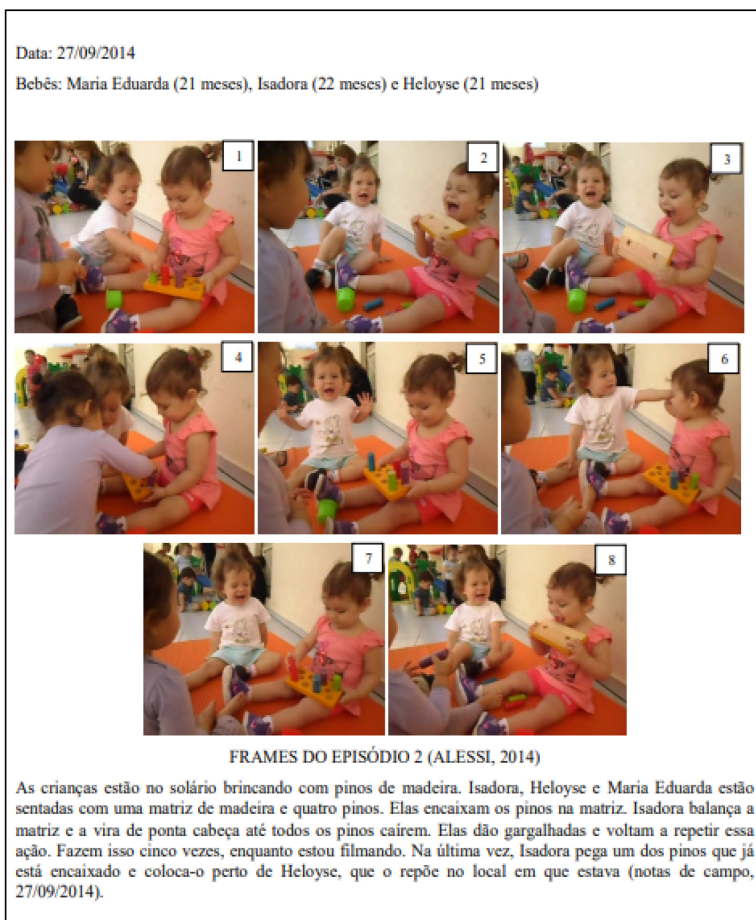 Data: 27/09/2014
Bebês: Maria Eduarda (21 meses), Isadora (22 meses) e Heloyse (21 meses)
1
2
3
4
5
6
7
8
FRAMES DO EPISÓDIO 2 (ALESSI, 2014)
As crianças estão no solário brincando com pinos de madeira. Isadora, Heloyse e Maria Eduarda estão
sentadas com uma matriz de madeira e quatro pinos. Elas encaixam os pinos na matriz. Isadora balança a
matriz e a vira de ponta cabeça até todos os pinos caírem. Elas dão gargalhadas e voltam a repetir essa
ação. Fazem isso cinco vezes, enquanto estou filmando. Na última vez, Isadora pega um dos pinos que já
está encaixado e coloca-o perto de Heloyse, que o repõe no local em que estava (notas de campo,
27/09/2014).